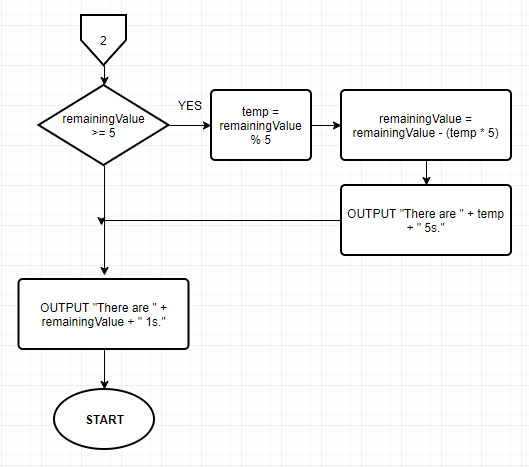 2
remainingValue
>= 5
YES
temp =
remainingValue
% 5
remainingValue =
remainingValue - (temp * 5)
OUTPUT "There are " + temp
+ " 5s."
OUTPUT "There are " +
remainingValue + " 1s."
START